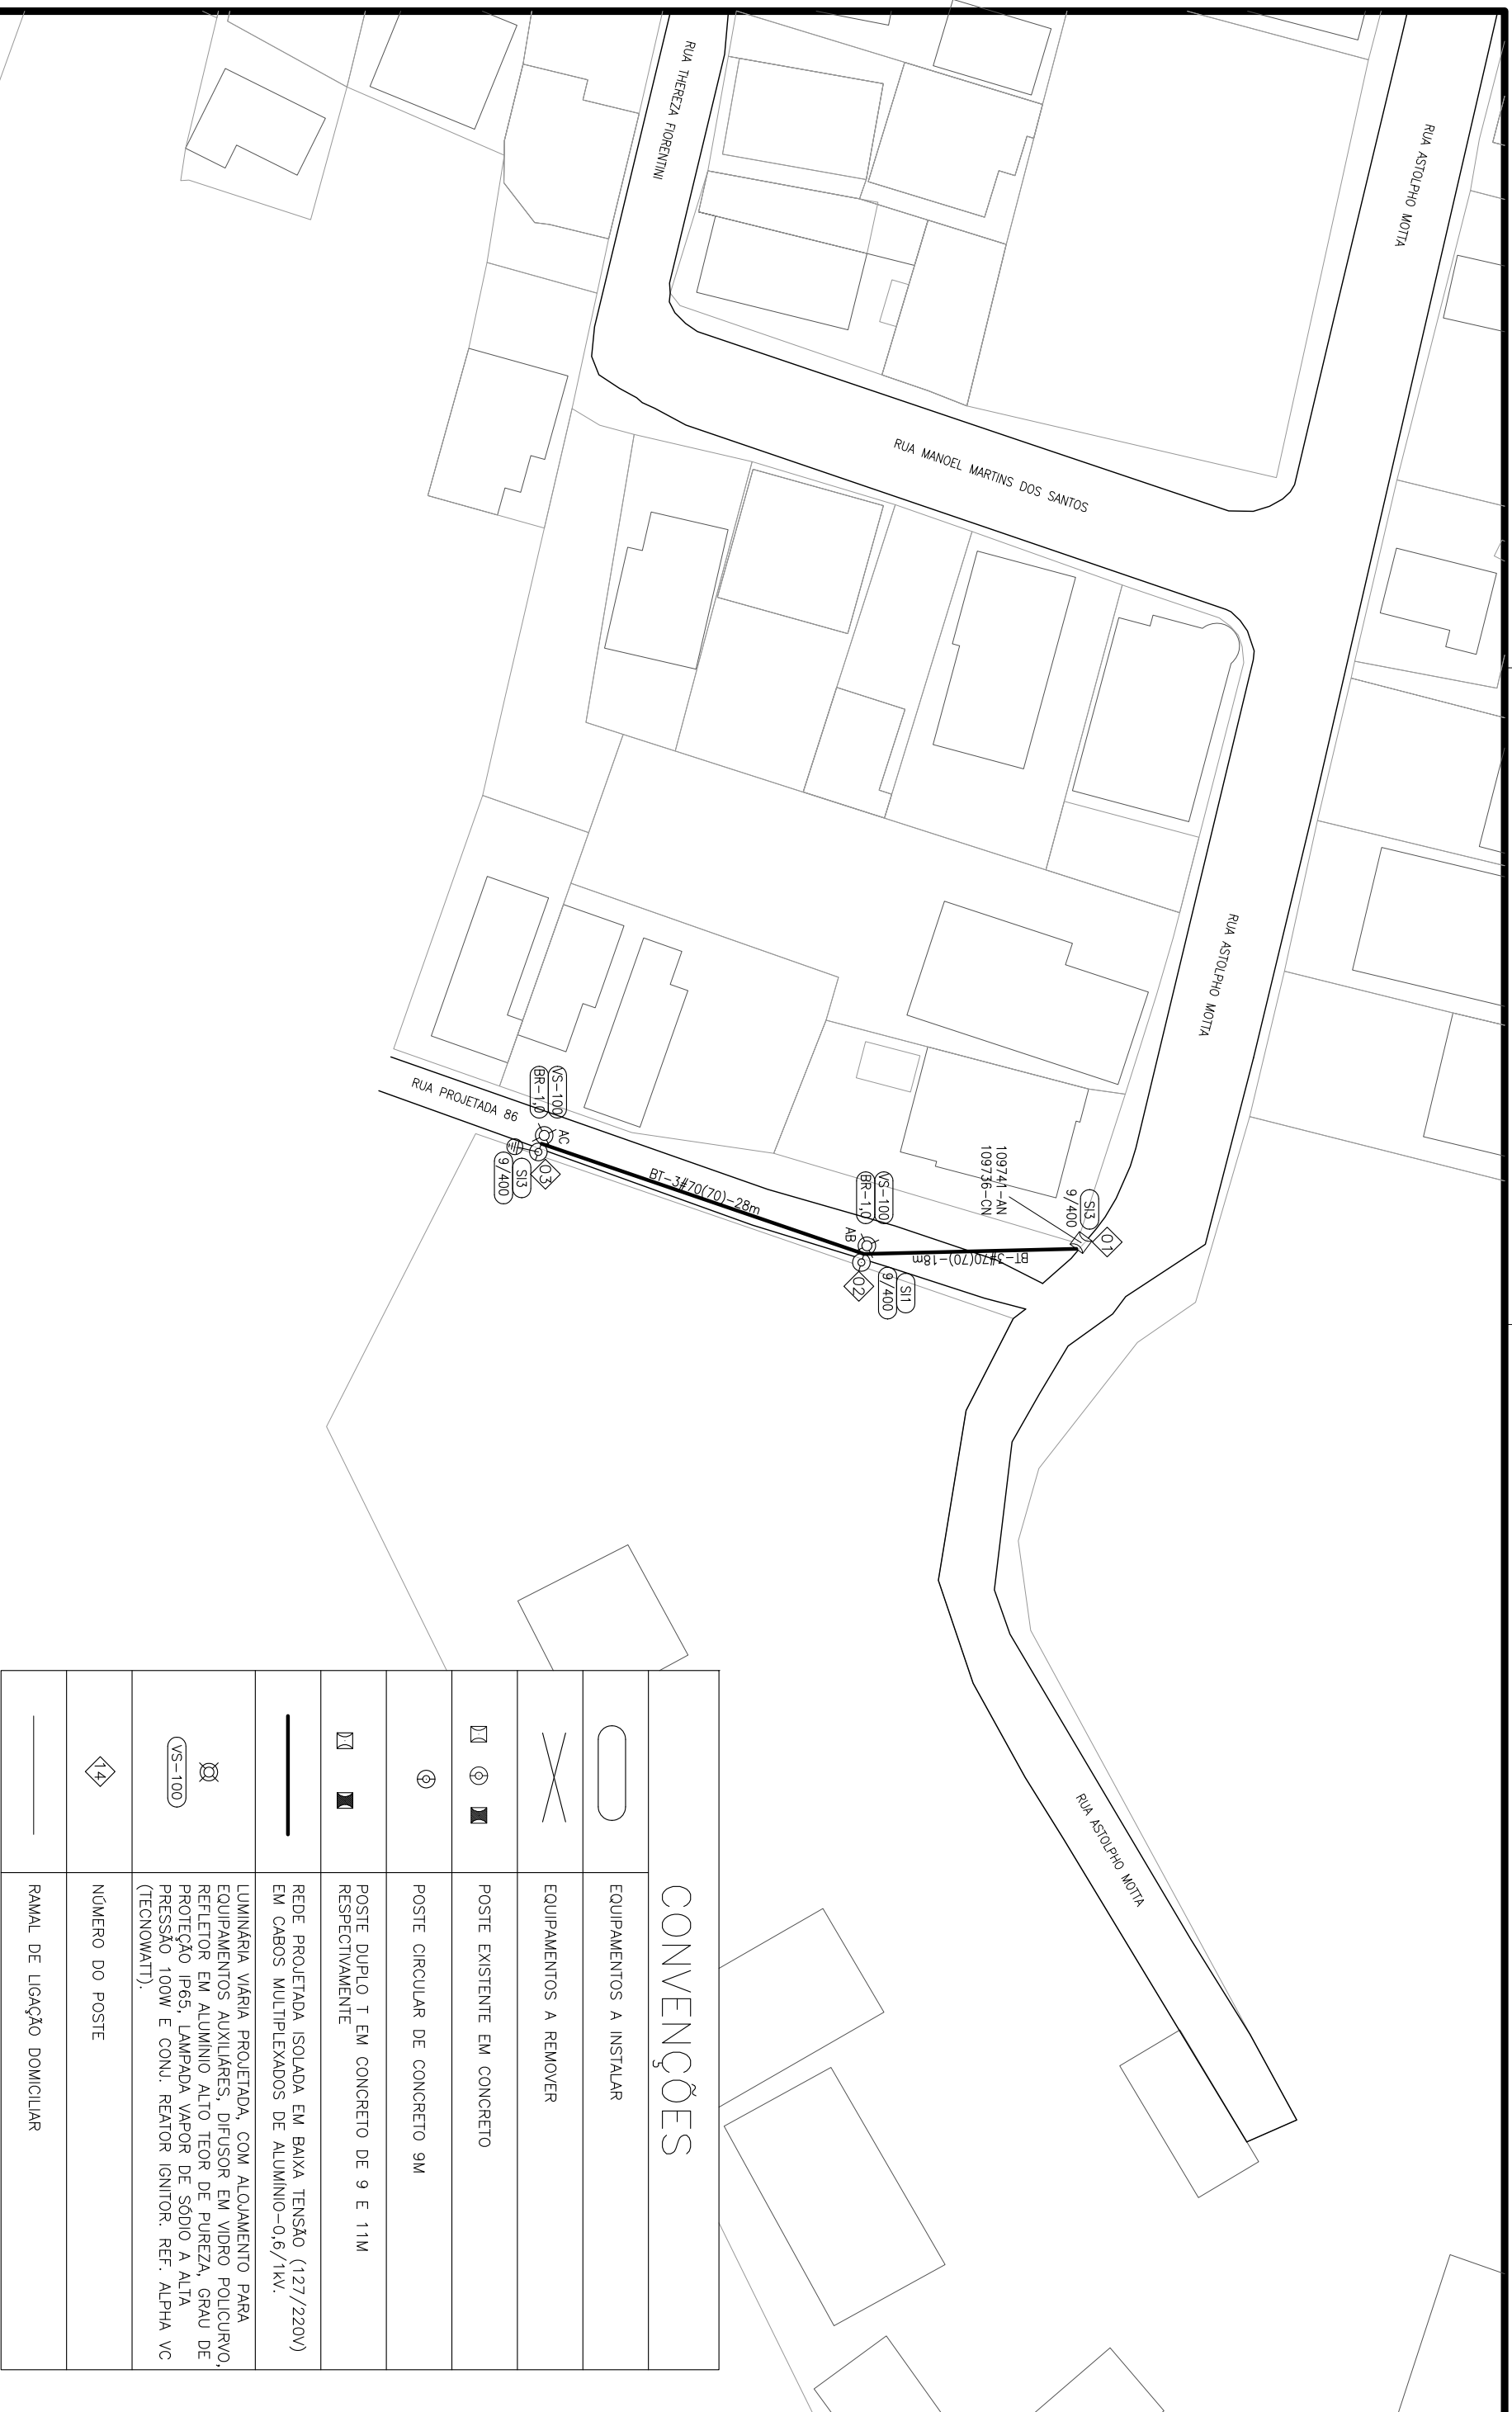 RUA THEREZA FIORENTINI
RUA ASTOLPHO MOTTA
RUA MANOEL MARTINS DOS SANTOS
RUA ASTOLPHO MOTTA
RUA PROJETADA 86
VS-100
BR-1,0
AC
03
SI3
9/400
BT-3#70(70)-28m
VS-100
BR-1,0
AB
02
SI1
9/400
BT-3#70(70)-18m
109741-AN
109736-CN
SI3
9/400
01
RUA ASTOLPHO MOTTA
CONVENÇÕES
EQUIPAMENTOS A INSTALAR
EQUIPAMENTOS A REMOVER
POSTE EXISTENTE EM CONCRETO
POSTE CIRCULAR DE CONCRETO 9M
POSTE DUPLO T EM CONCRETO DE 9 E 11M
RESPECTIVAMENTE
REDE PROJETADA ISOLADA EM BAIXA TENSÃO (127/220V)
EM CABOS MULTIPLEXADOS DE ALUMÍNIO-0,6/1kV.
VS-100
LUMINÁRIA VIÁRIA PROJETADA, COM ALOJAMENTO PARA
EQUIPAMENTOS AUXILIÁRES, DIFUSOR EM VIDRO POLICURVO,
REFLETOR EM ALUMÍNIO ALTO TEOR DE PUREZA, GRAU DE
PROTEÇÃO IP65, LAMPADA VAPOR DE SÓDIO A ALTA
PRESSÃO 100W E CONJ. REATOR IGNITOR. REF. ALPHA VC
(TECNOWATT).
14
NÚMERO DO POSTE
RAMAL DE LIGAÇÃO DOMICILIAR